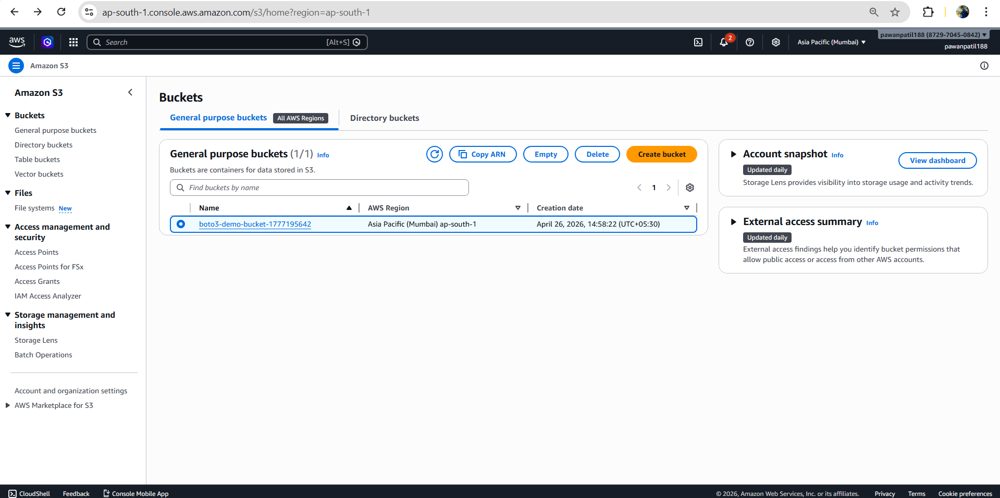 ap-south-1.console.aws.amazon.com/s3/home?region=ap-south-1
aws
Search
[Alt+S]
2
Asia Pacific (Mumbai)
pawanpatil188 (8729-7045-0842)
pawanpatil188
Amazon S3
Amazon S3
Buckets
General purpose buckets
Directory buckets
Table buckets
Vector buckets
Files
File systems New
Access management and
security
Access Points
Access Points for FSx
Access Grants
IAM Access Analyzer
Storage management and
insights
Storage Lens
Batch Operations
Account and organization settings
AWS Marketplace for S3
Buckets
General purpose buckets All AWS Regions
Directory buckets
General purpose buckets (1/1) Info
Copy ARN
Empty
Delete
Create bucket
Buckets are containers for data stored in S3.
Find buckets by name
1
Name AWS Region Creation date
boto3-demo-bucket-1777195642 Asia Pacific (Mumbai) ap-south-1 April 26, 2026, 14:58:22 (UTC+05:30)
Account snapshot Info
View dashboard
Updated daily
Storage Lens provides visibility into storage usage and activity trends.
External access summary Info
Updated daily
External access findings help you identify bucket permissions that
allow public access or access from other AWS accounts.
CloudShell Feedback Console Mobile App
© 2026, Amazon Web Services, Inc. or its affiliates. Privacy Terms Cookie preferences